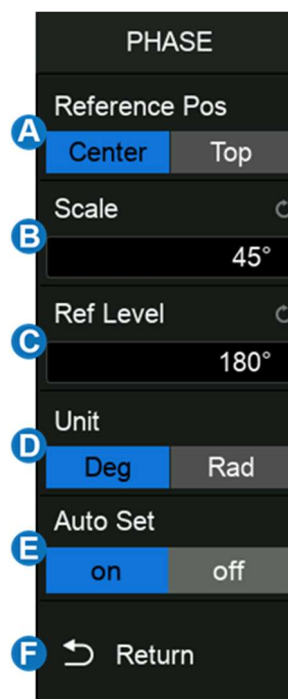 PHASE
Reference Pos
A
Center Top
Scale
B
45°
Ref Level
C
180°
Unit
D
Deg Rad
Auto Set
E
on off
F Return